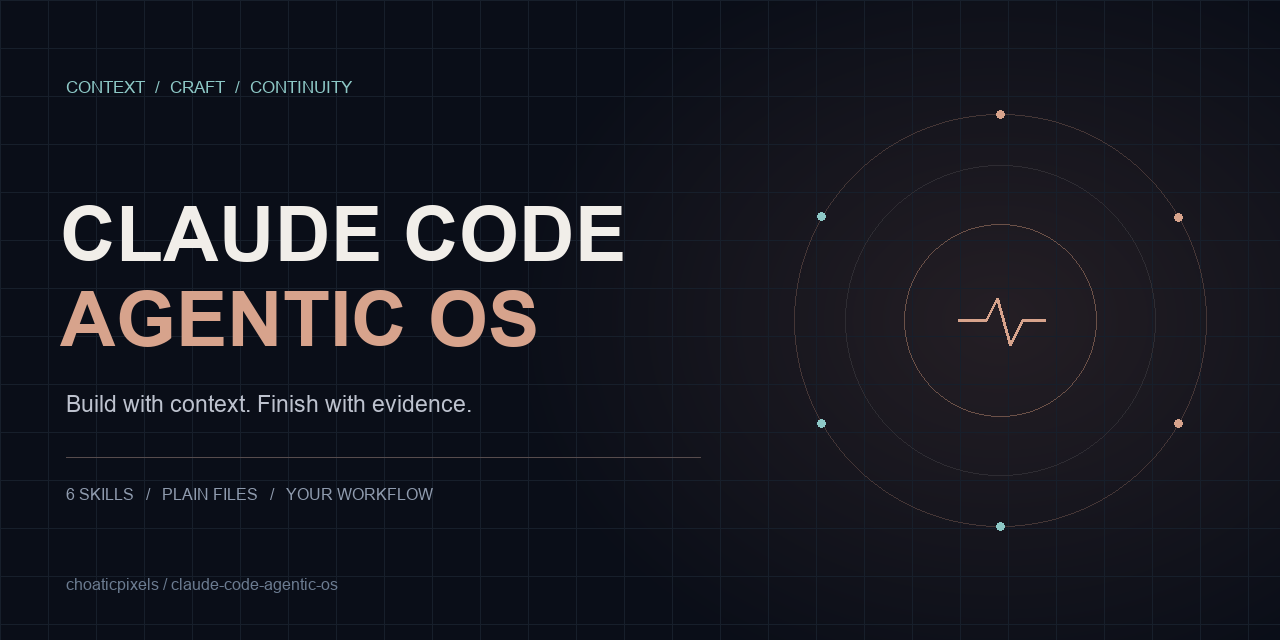 CONTEXT / CRAFT / CONTINUITY
CLAUDE CODE
AGENTIC OS
Build with context. Finish with evidence.
6 SKILLS / PLAIN FILES / YOUR WORKFLOW
choaticpixels / claude-code-agentic-os